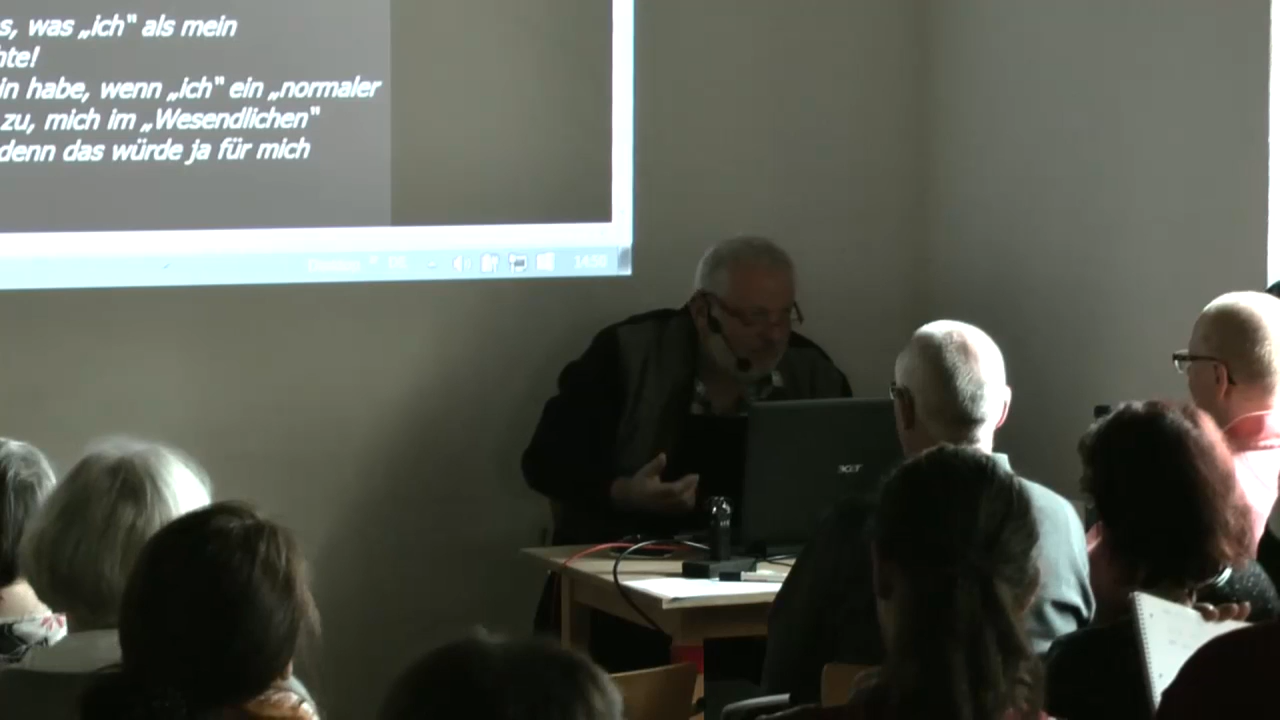 s, was „ich“ als mein
hte!
in habe, wenn „ich“ ein „normaler
zu, mich im „Wesendlichen“
denn das würde ja für mich
acer